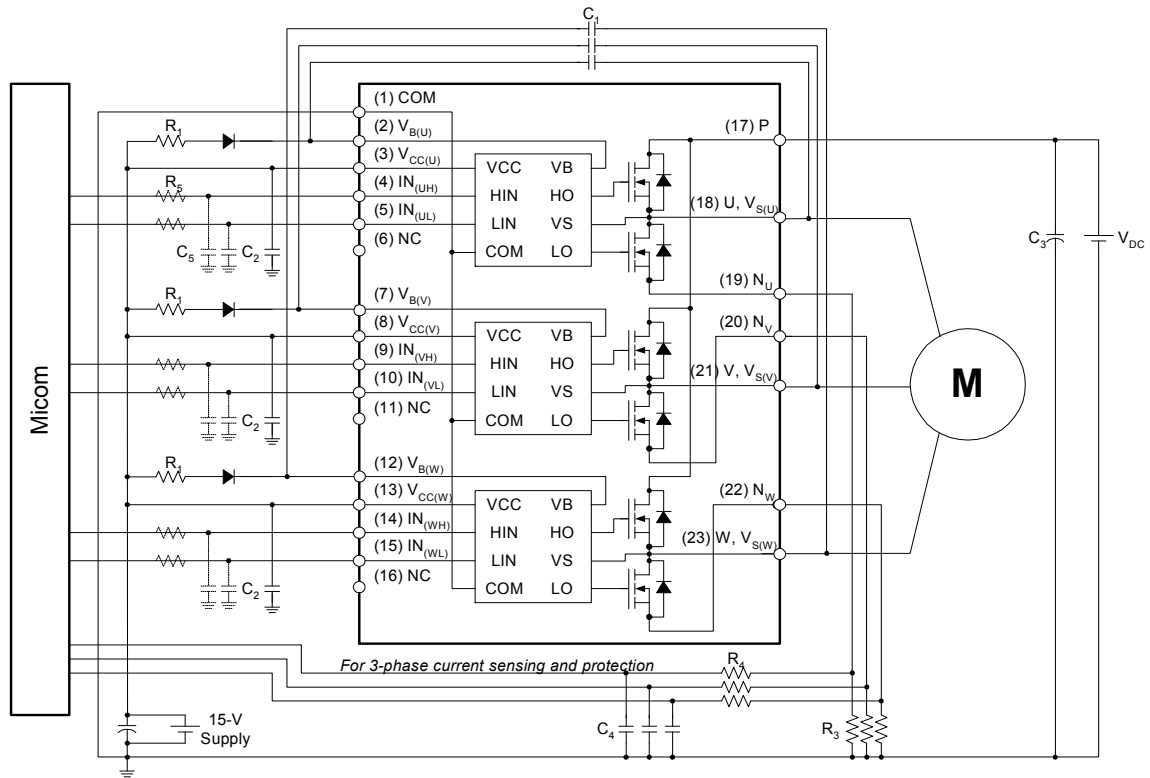 C1
Micom
(1) COM
R1
(2) VB(U)
(3) VCC(U)
R5
(4) IN(UH)
(5) IN(UL)
(6) NC
C5
C2
VCC
VB
HIN
HO
LIN
VS
COM
LO
(17) P
(18) U, VS(U)
(19) NU
R1
(7) VB(V)
(8) VCC(V)
(9) IN(VH)
(10) IN(VL)
(11) NC
C2
VCC
VB
HIN
HO
LIN
VS
COM
LO
(20) NV
(21) V, VS(V)
R1
(12) VB(W)
(13) VCC(W)
(14) IN(WH)
(15) IN(WL)
(16) NC
C2
VCC
VB
HIN
HO
LIN
VS
COM
LO
(22) NW
(23) W, VS(W)
C3
VDC
M
For 3-phase current sensing and protection
R4
15-V
Supply
C4
R3